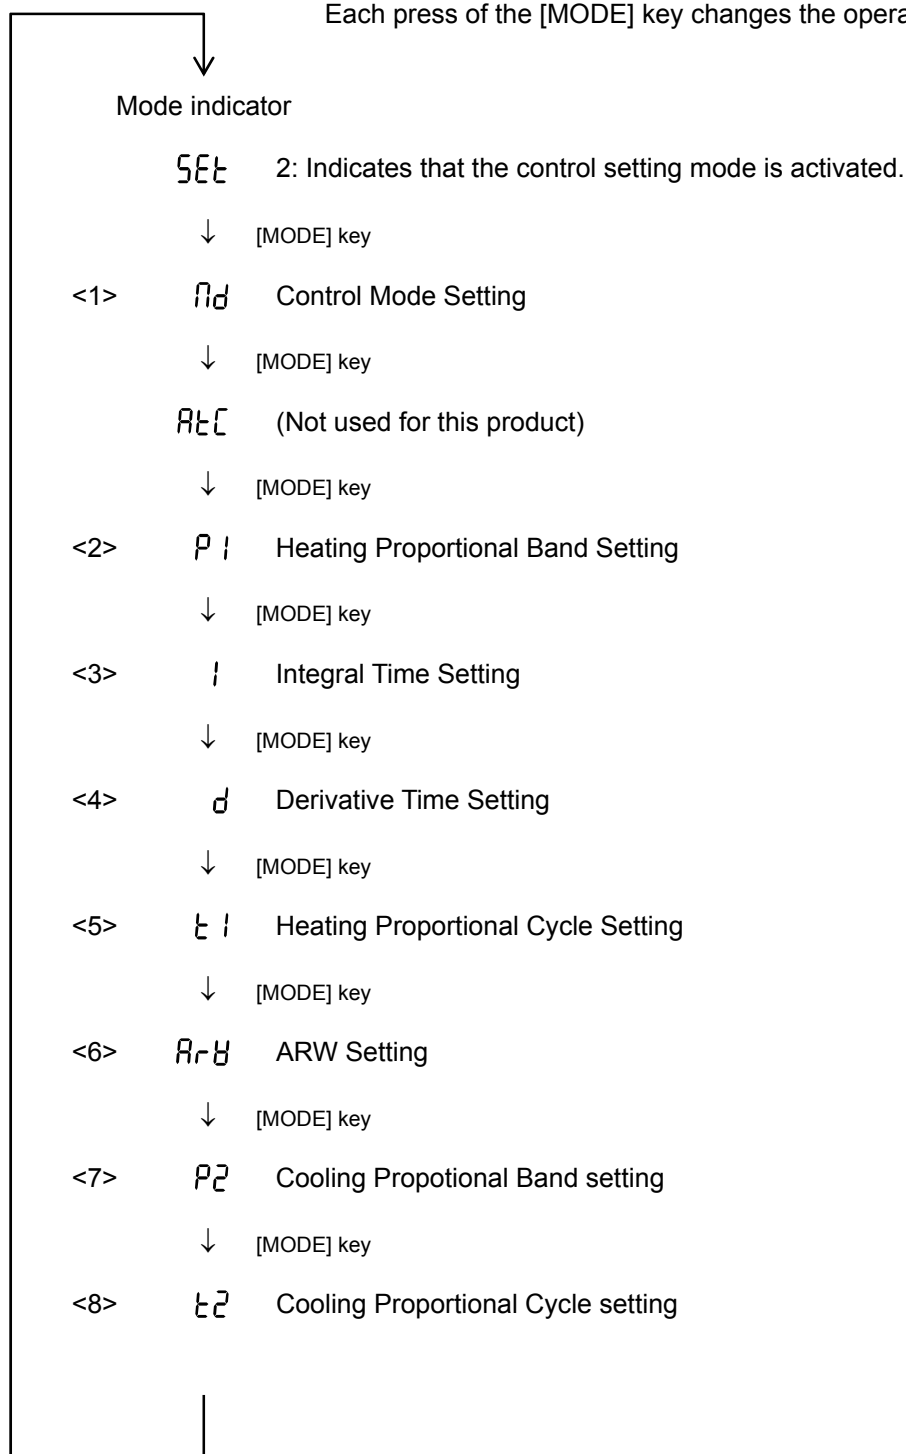 Each press of the [MODE] key changes the opera
Mode indicator
SEt 2: Indicates that the control setting mode is activated.
↓ [MODE] key
<1> Md Control Mode Setting
↓ [MODE] key
AtC (Not used for this product)
↓ [MODE] key
<2> P1 Heating Proportional Band Setting
↓ [MODE] key
<3> I Integral Time Setting
↓ [MODE] key
<4> d Derivative Time Setting
↓ [MODE] key
<5> t1 Heating Proportional Cycle Setting
↓ [MODE] key
<6> ArW ARW Setting
↓ [MODE] key
<7> P2 Cooling Propotional Band setting
↓ [MODE] key
<8> t2 Cooling Proportional Cycle setting